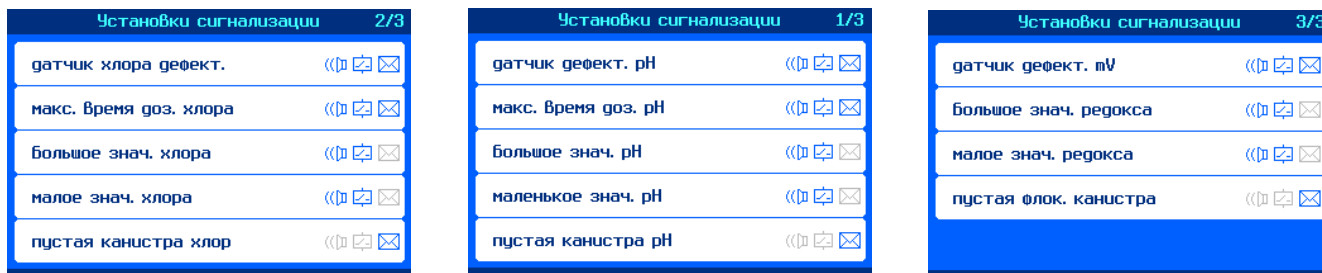 Установки сигнализации 2/3
датчик хлора дефект.
макс. Время доз. хлора
Большое знач. хлора
малое знач. хлора
пустая канистра хлор
Установки сигнализации 1/3
датчик дефект. pH
макс. Время доз. pH
Большое знач. pH
маленькое знач. pH
пустая канистра pH
Установки сигнализации 3/3
датчик дефект. mV
Большое знач. редокса
малое знач. редокса
пустая флок. канистра